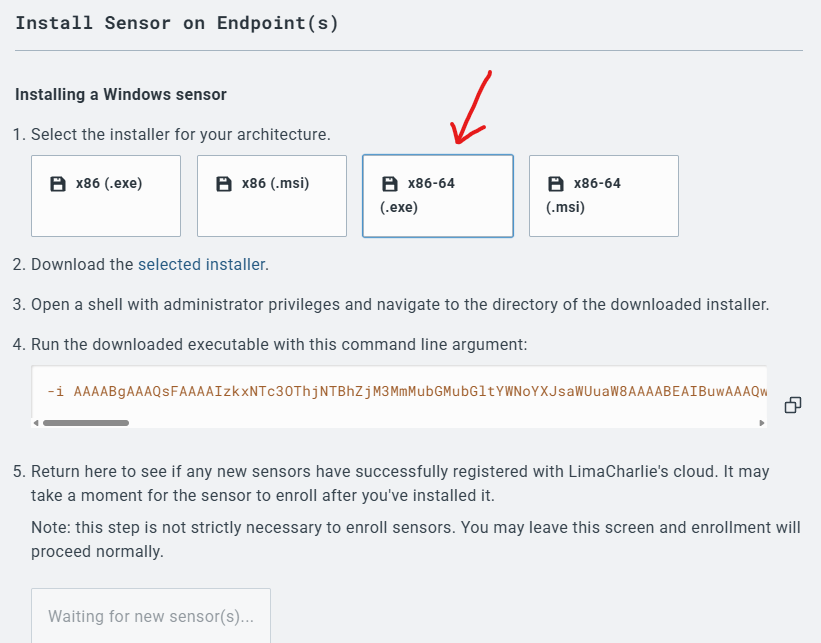 Install Sensor on Endpoint(s)
Installing a Windows sensor
1. Select the installer for your architecture.
x86 (.exe)
x86 (.msi)
x86-64
(.exe)
x86-64
(.msi)
2. Download the selected installer.
3. Open a shell with administrator privileges and navigate to the directory of the downloaded installer.
4. Run the downloaded executable with this command line argument:
-i AAAABgAAAQsFAAAAIzkxNTc3OThjNTBhZjM3MmMubGMubGltYWNoYXJsaWUuaW8AAAABEAIBuwAAAQw
5. Return here to see if any new sensors have successfully registered with LimaCharlie's cloud. It may
take a moment for the sensor to enroll after you've installed it.
Note: this step is not strictly necessary to enroll sensors. You may leave this screen and enrollment will
proceed normally.
Waiting for new sensor(s)...